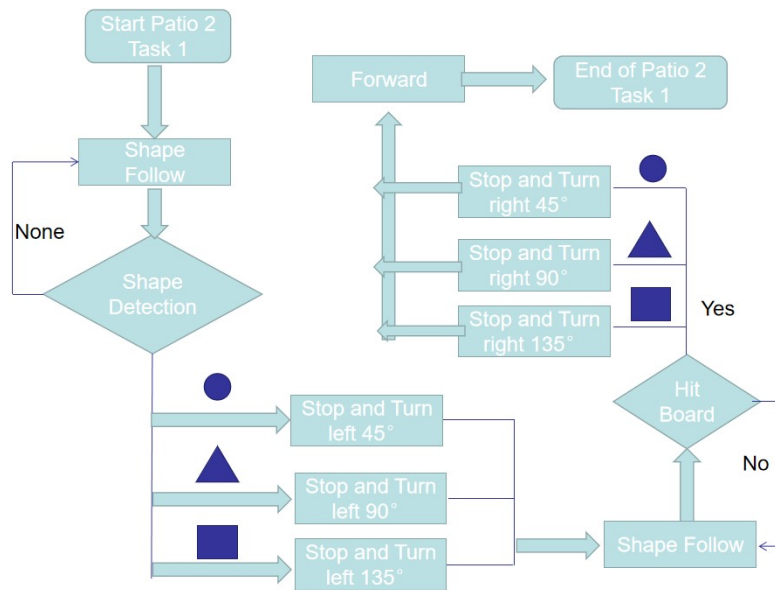 Start Patio 2
Task 1
Shape
Follow
None
Shape
Detection
Stop and Turn
left 45°
Stop and Turn
left 90°
Stop and Turn
left 135°
Shape Follow
Hit
Board
No
Yes
Stop and Turn
right 45°
Stop and Turn
right 90°
Stop and Turn
right 135°
Forward
End of Patio 2
Task 1